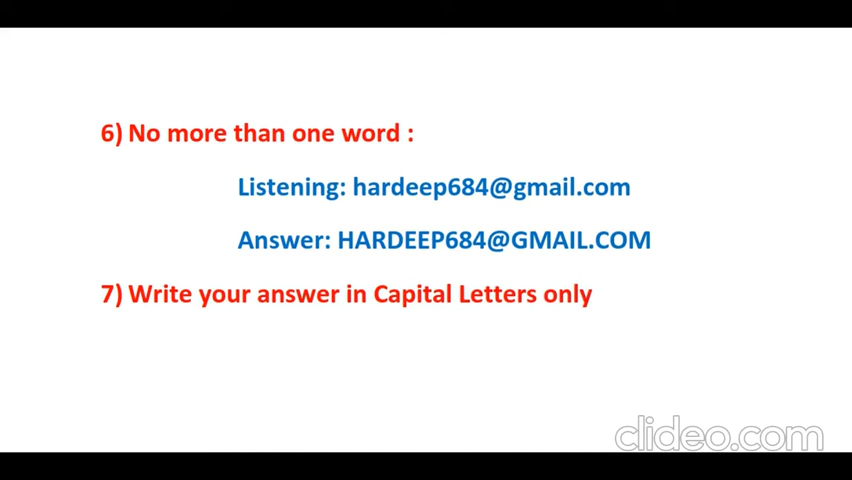 6) No more than one word :
Listening: hardeep684@gmail.com
Answer: HARDEEP684@GMAIL.COM
7) Write your answer in Capital Letters only
clideo.com